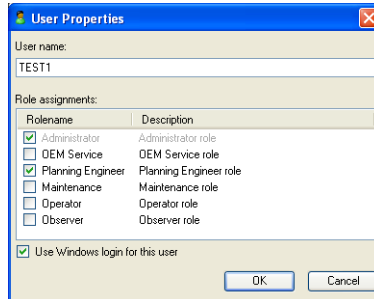 User Properties
User name:
TEST1
Role assignments:
Rolename Description
Administrator Administrator role
OEM Service OEM Service role
Planning Engineer Planning Engineer role
Maintenance Maintenance role
Operator Operator role
Observer Observer role
Use Windows login for this user
OK Cancel